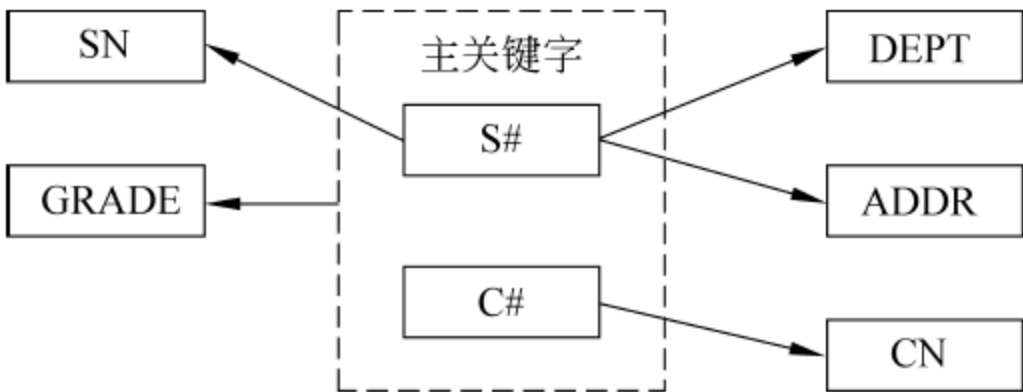 SN
主关键字
DEPT
S#
GRADE
ADDR
C#
CN